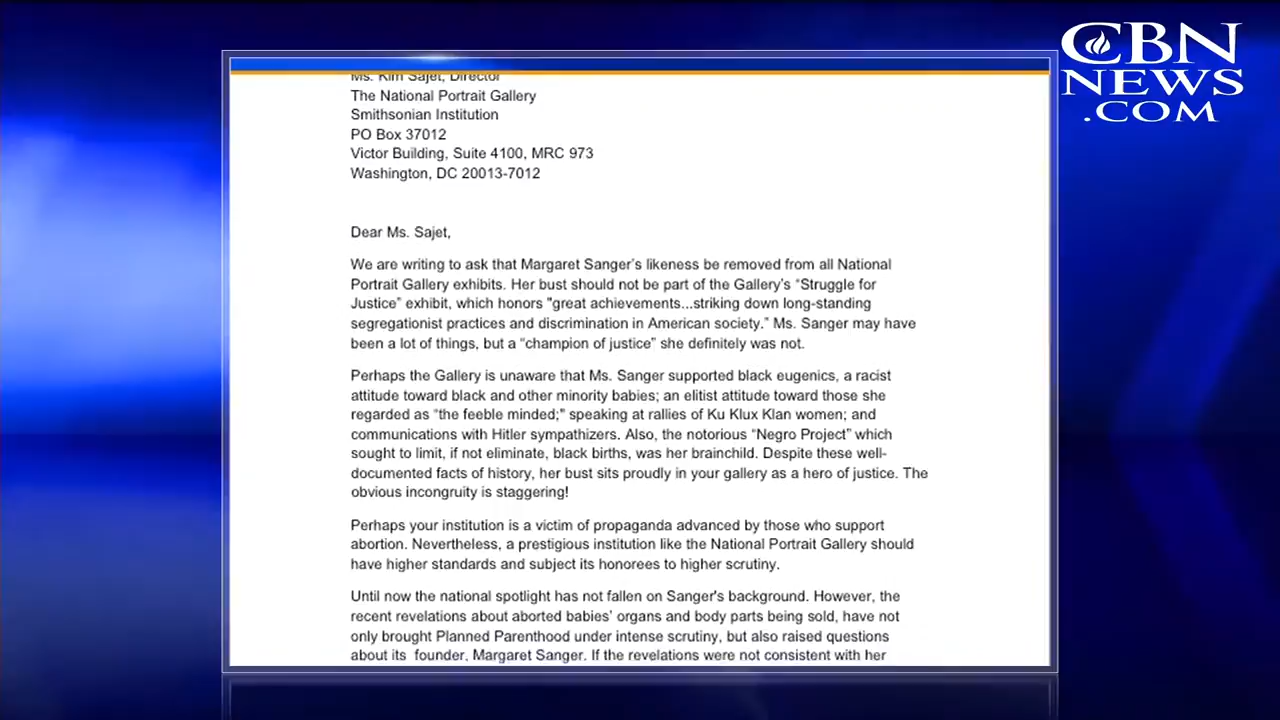 CBN
NEWS
.COM
Ms. Kim Sajet, Director
The National Portrait Gallery
Smithsonian Institution
PO Box 37012
Victor Building, Suite 4100, MRC 973
Washington, DC 20013-7012
Dear Ms. Sajet,
We are writing to ask that Margaret Sanger's likeness be removed from all National
Portrait Gallery exhibits. Her bust should not be part of the Gallery's “Struggle for
Justice” exhibit, which honors "great achievements...striking down long-standing
segregationist practices and discrimination in American society.” Ms. Sanger may have
been a lot of things, but a “champion of justice” she definitely was not.
Perhaps the Gallery is unaware that Ms. Sanger supported black eugenics, a racist
attitude toward black and other minority babies; an elitist attitude toward those she
regarded as “the feeble minded;" speaking at rallies of Ku Klux Klan women; and
communications with Hitler sympathizers. Also, the notorious “Negro Project” which
sought to limit, if not eliminate, black births, was her brainchild. Despite these well-
documented facts of history, her bust sits proudly in your gallery as a hero of justice. The
obvious incongruity is staggering!
Perhaps your institution is a victim of propaganda advanced by those who support
abortion. Nevertheless, a prestigious institution like the National Portrait Gallery should
have higher standards and subject its honorees to higher scrutiny.
Until now the national spotlight has not fallen on Sanger's background. However, the
recent revelations about aborted babies' organs and body parts being sold, have not
only brought Planned Parenthood under intense scrutiny, but also raised questions
about its founder, Margaret Sanger. If the revelations were not consistent with her